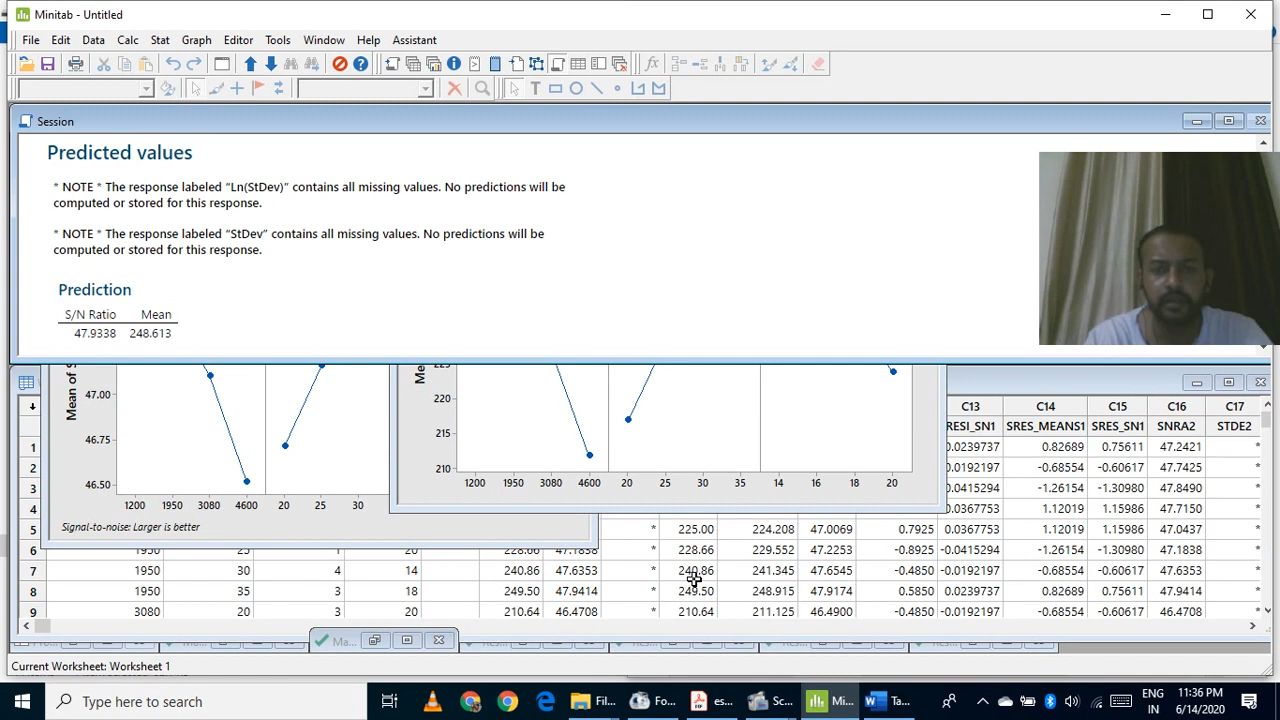 Minitab - Untitled
File Edit Data Calc Stat Graph Editor Tools Window Help Assistant
Session
Predicted values
* NOTE * The response labeled “Ln(StDev)” contains all missing values. No predictions will be
computed or stored for this response.
* NOTE * The response labeled “StDev” contains all missing values. No predictions will be
computed or stored for this response.
Prediction
S/N Ratio Mean
47.9338 248.613
47.00
46.75
46.50
1200 1950 3080 4600 20 25 30
Signal-to-noise: Larger is better
220
215
210
1200 1950 3080 4600 20 25 30 35 14 16 18 20
C13 C14 C15 C16 C17
RESI_SN1 SRES_MEANS1 SRES_SN1 SNRA2 STDE2
1 0.0239737 0.82689 0.75611 47.2421 *
2 0.0192197 -0.68554 -0.60617 47.7425 *
3 0.0415294 -1.26154 -1.30980 47.8490 *
4 0.0367753 1.12019 1.15986 47.7150 *
5 * 225.00 224.208 47.0069 0.7925 0.0367753 1.12019 1.15986 47.0437 *
6 1950 25 1 20 228.66 47.1838 * 228.66 229.552 47.2253 -0.8925 -0.0415294 -1.26154 -1.30980 47.1838 *
7 1950 30 4 14 240.86 47.6353 * 240.86 241.345 47.6545 -0.4850 -0.0192197 -0.68554 -0.60617 47.6353 *
8 1950 35 3 18 249.50 47.9414 * 249.50 248.915 47.9174 0.5850 0.0239737 0.82689 0.75611 47.9414 *
9 3080 20 3 20 210.64 46.4708 * 210.64 211.125 46.4900 -0.4850 -0.0192197 -0.68554 -0.60617 46.4708 *
Ma...
Current Worksheet: Worksheet 1
Type here to search
Fil... Fo... es... Sc... Mi... Ta...
ENG
IN
11:36 PM
6/14/2020